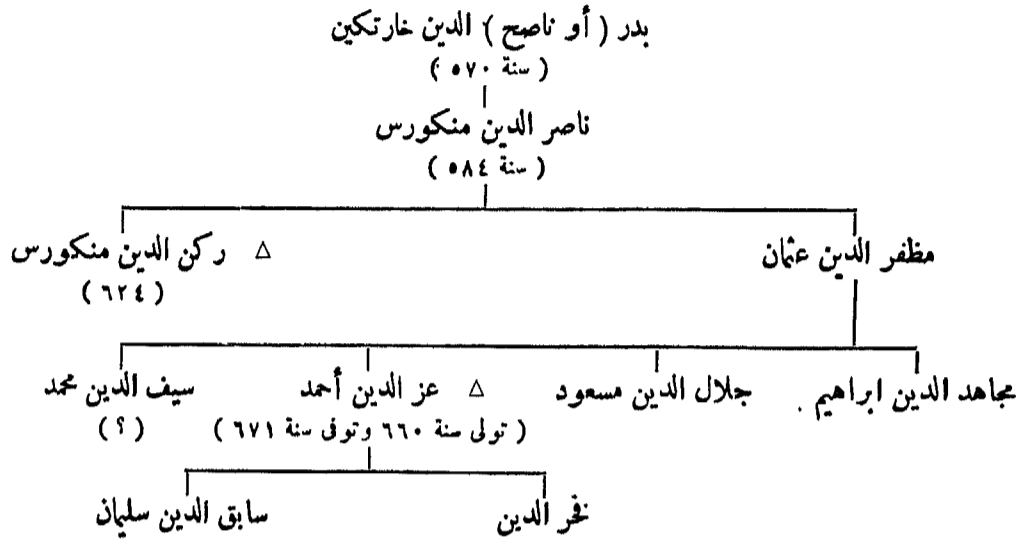 بدر ( أو ناصح ) الدين خارتكين
( سنة ٥٧٠ )
ناصر الدين منكورس
( سنة ٥٨٤ )
مظفر الدين عثمان △ ركن الدين منكورس
( ٦٢٤ )
مجاهد الدين ابراهيم . جلال الدين مسعود △ عز الدين أحمد سيف الدين محمد
( تولى سنة ٦٦٠ وتوفى سنة ٦٧١ ) ( ؟ )
فخر الدين سابق الدين سليمان